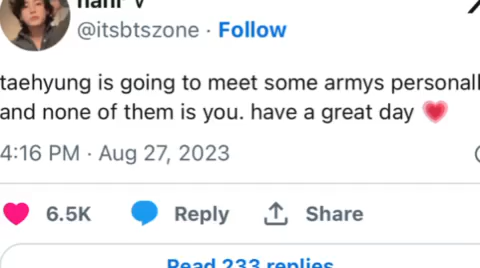 @itsbtszone · Follow
taehyung is going to meet some armys personall
and none of them is you. have a great day 💗
4:16 PM · Aug 27, 2023
6.5K Reply Share
Read 233 replies